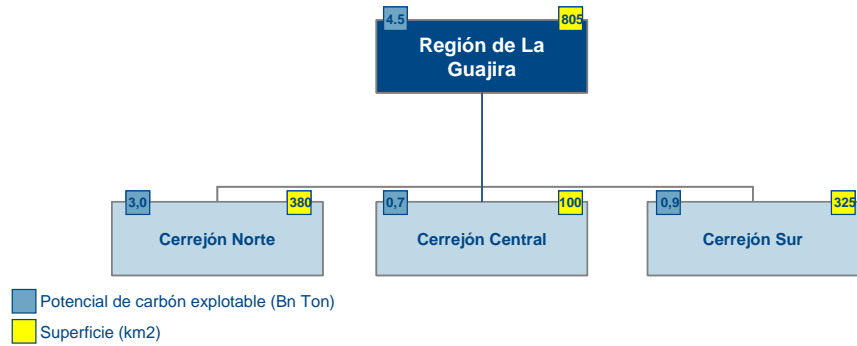 4.5
805
Región de La
Guajira
3,0
380
0,7
100
0,9
325
Cerrejón Norte
Cerrejón Central
Cerrejón Sur
Potencial de carbón explotable (Bn Ton)
Superficie (km2)